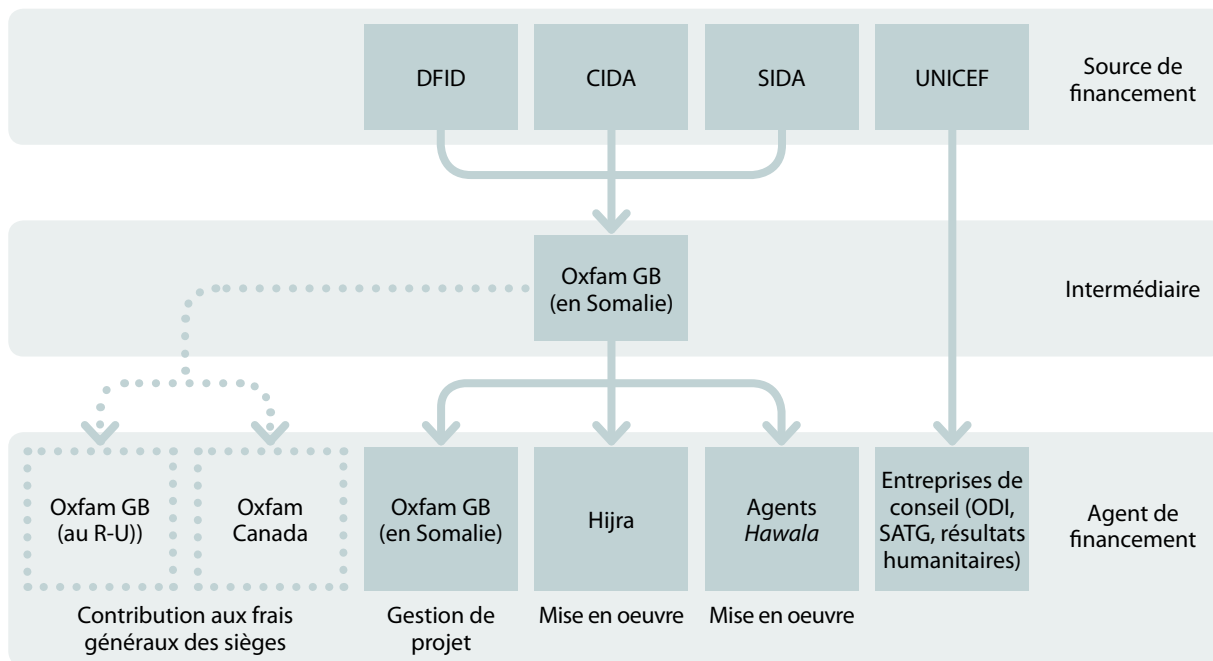 DFID
CIDA
SIDA
UNICEF
Source de
financement
Oxfam GB
(en Somalie)
Intermédiaire
Oxfam GB
(au R-U))
Oxfam
Canada
Oxfam GB
(en Somalie)
Hijra
Agents
Hawala
Entreprises de
conseil (ODI,
SATG, résultats
humanitaires)
Agent de
financement
Contribution aux frais
généraux des sièges
Gestion de
projet
Mise en oeuvre
Mise en oeuvre